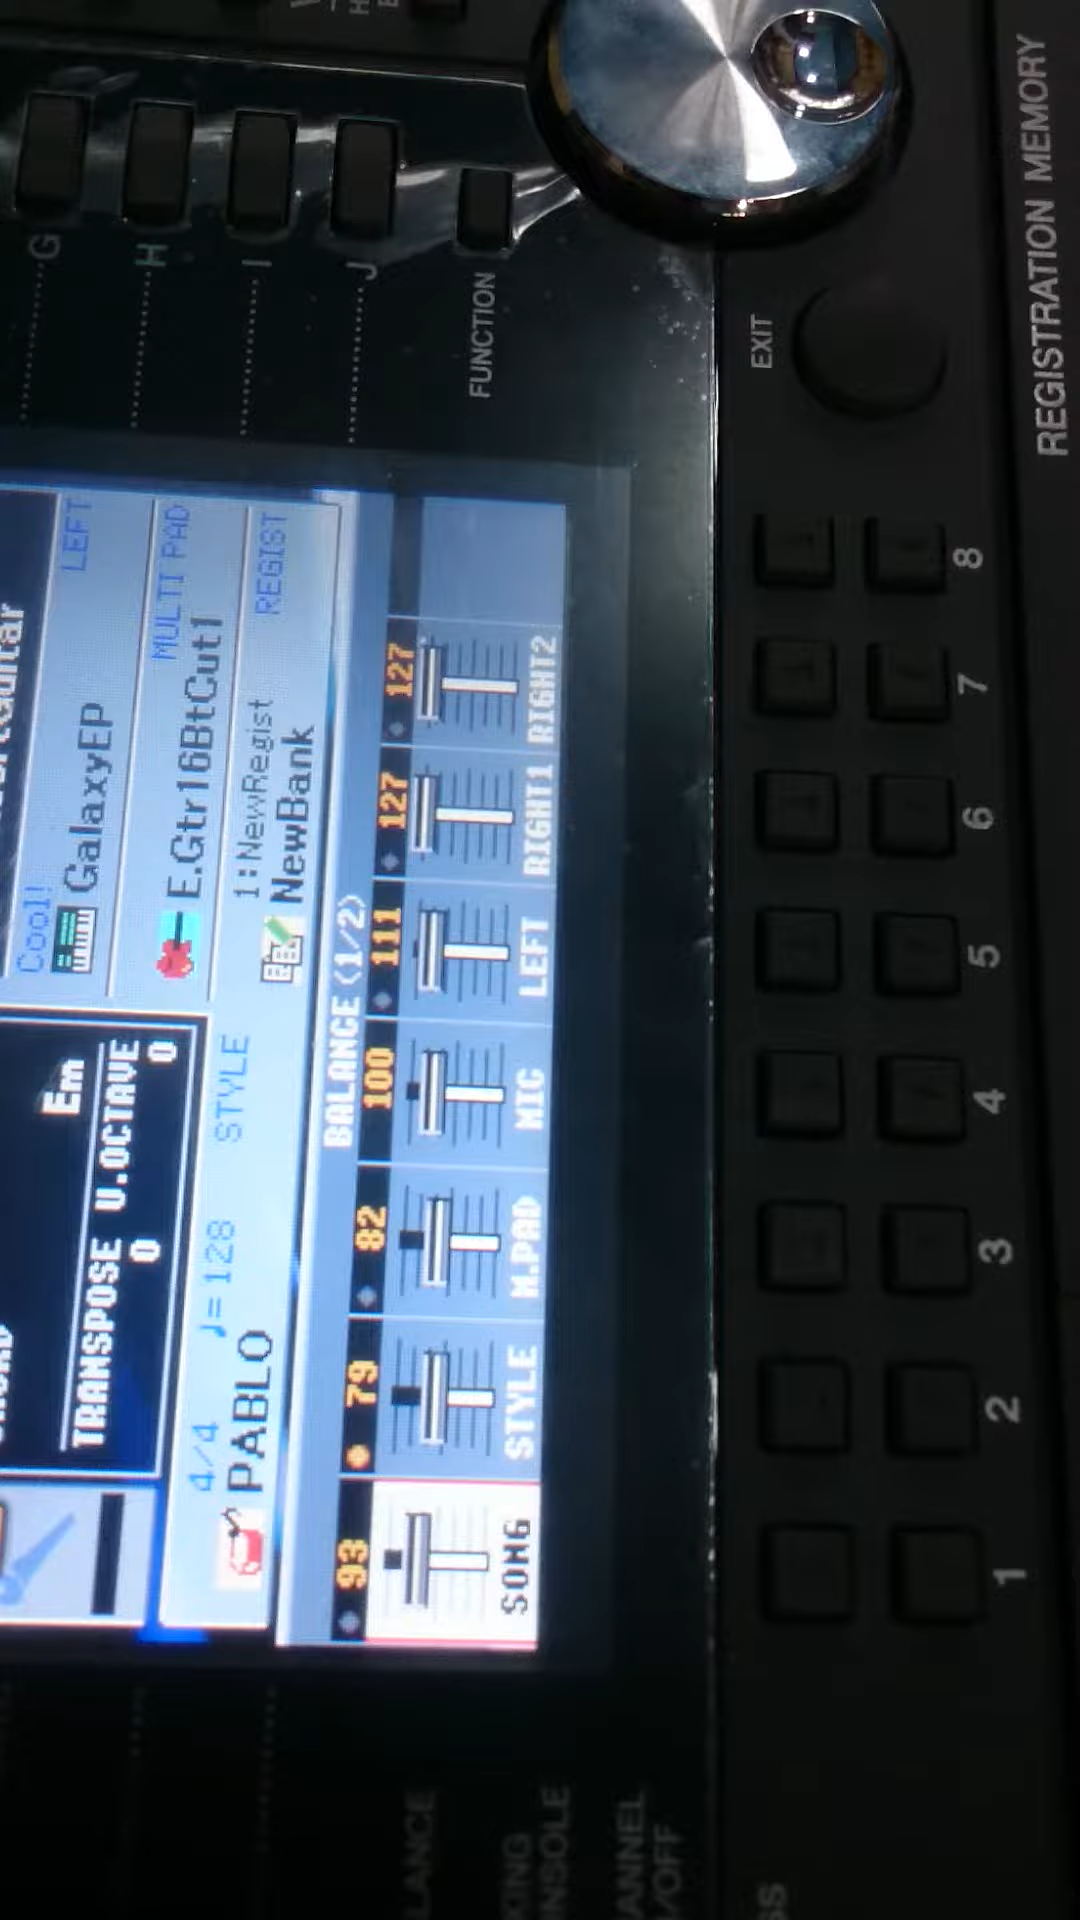 G
H
I
J
FUNCTION
EXIT
REGISTRATION MEMORY
Em
TRANSPOSE U.OCTAVE
0 0
Cool!
GalaxyEP
LEFT
MULTI PAD
E.Gtr16BtCut1
REGIST
1:NewRegist
NewBank
4/4 J=128 STYLE
PABLO
BALANCE (1/2)
93 79 82 100 111 127 127
SONG STYLE M.PAD MIC LEFT RIGHT1 RIGHT2
1 2 3 4 5 6 7 8